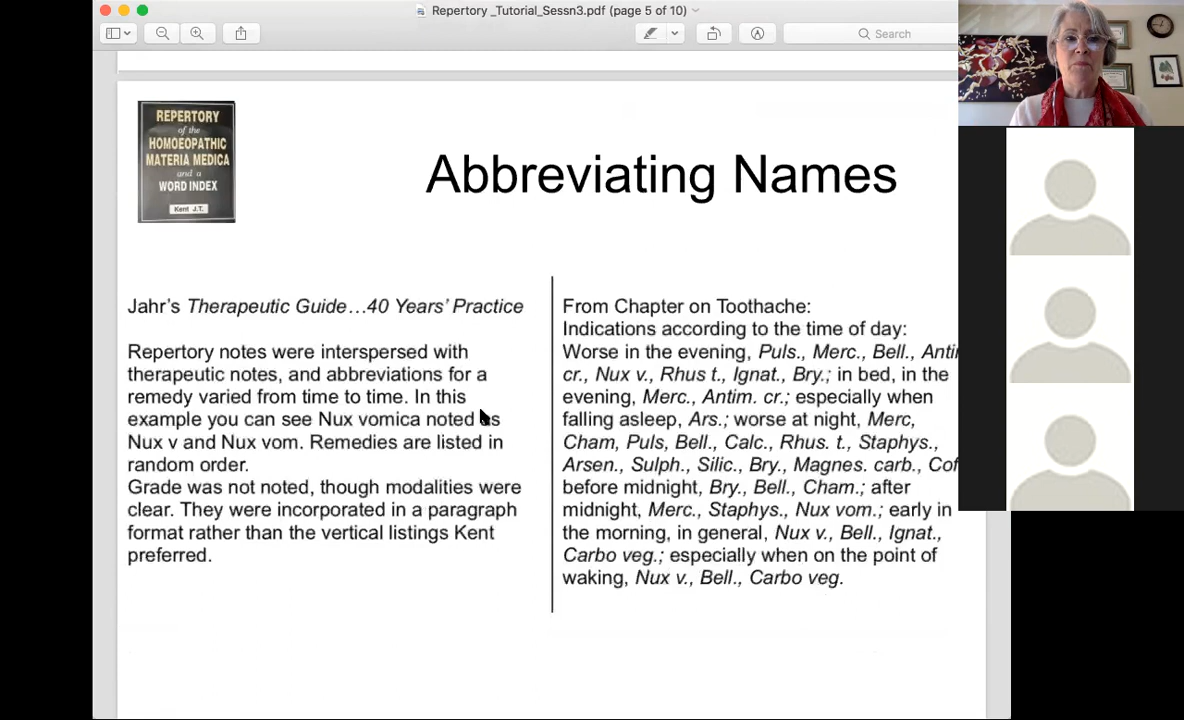 Repertory _Tutorial_Sessn3.pdf (page 5 of 10)
Search
REPERTORY
of the
HOMOEOPATHIC
MATERIA MEDICA
and a
WORD INDEX
Kent J.T.
Abbreviating Names
Jahr's Therapeutic Guide…40 Years' Practice
Repertory notes were interspersed with
therapeutic notes, and abbreviations for a
remedy varied from time to time. In this
example you can see Nux vomica noted as
Nux v and Nux vom. Remedies are listed in
random order.
Grade was not noted, though modalities were
clear. They were incorporated in a paragraph
format rather than the vertical listings Kent
preferred.
From Chapter on Toothache:
Indications according to the time of day:
Worse in the evening, Puls., Merc., Bell., Anti
cr., Nux v., Rhus t., Ignat., Bry.; in bed, in the
evening, Merc., Antim. cr.; especially when
falling asleep, Ars.; worse at night, Merc,
Cham, Puls, Bell., Calc., Rhus. t., Staphys.,
Arsen., Sulph., Silic., Bry., Magnes. carb., Cof
before midnight, Bry., Bell., Cham.; after
midnight, Merc., Staphys., Nux vom.; early in
the morning, in general, Nux v., Bell., Ignat.,
Carbo veg.; especially when on the point of
waking, Nux v., Bell., Carbo veg.